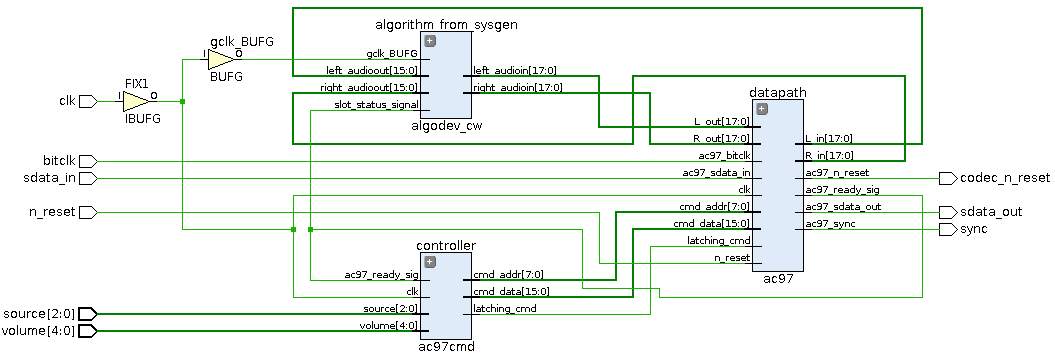 algorithm_from_sysgen
gclk_BUFG
left_audioout[15:0]
right_audioout[15:0]
slot_status_signal
left_audioin[17:0]
right_audioin[17:0]
algodev_cw
gclk_BUFG
I
O
BUFG
FIX1
I
O
IBUFG
clk
bitclk
sdata_in
n_reset
source[2:0]
volume[4:0]
datapath
L_out[17:0]
R_out[17:0]
ac97_bitclk
ac97_sdata_in
clk
cmd_addr[7:0]
cmd_data[15:0]
latching_cmd
n_reset
L_in[17:0]
R_in[17:0]
ac97_n_reset
ac97_ready_sig
ac97_sdata_out
ac97_sync
ac97
codec_n_reset
sdata_out
sync
controller
ac97_ready_sig
clk
source[2:0]
volume[4:0]
cmd_addr[7:0]
cmd_data[15:0]
latching_cmd
ac97cmd